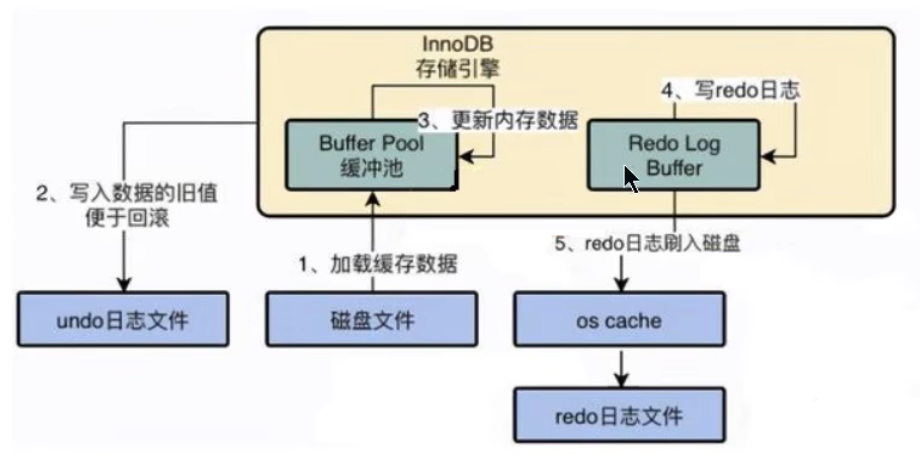 InnoDB
存储引擎
4、写redo日志
3、更新内存数据
Buffer Pool
缓冲池
Redo Log
Buffer
2、写入数据的旧值
便于回滚
5、redo日志刷入磁盘
1、加载缓存数据
undo日志文件
磁盘文件
os cache
redo日志文件